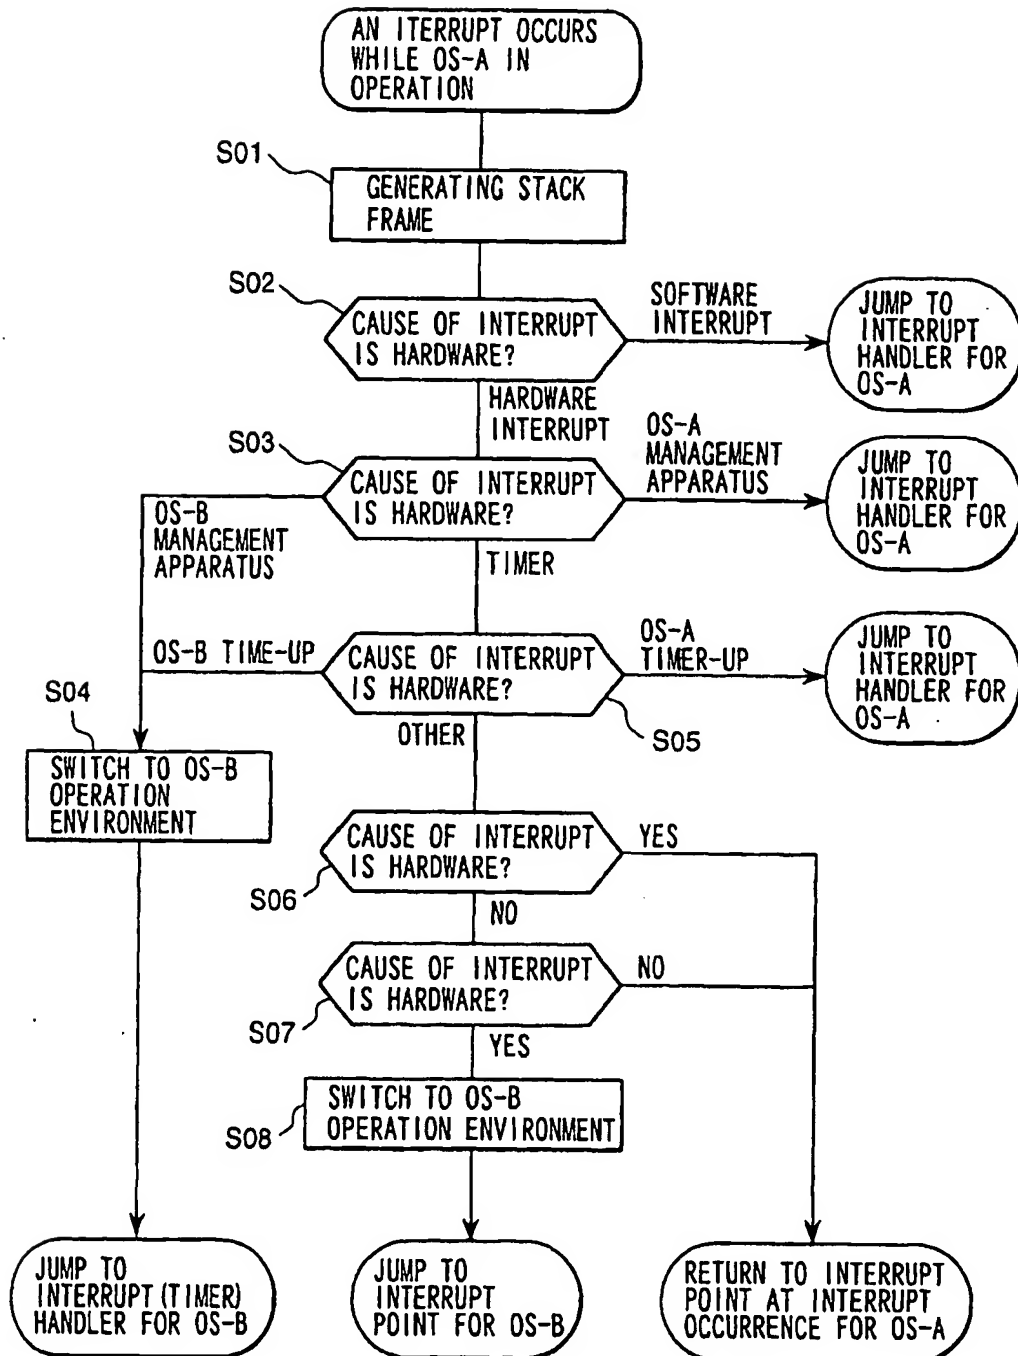 AN ITERRUPT OCCURS
WHILE OS-A IN
OPERATION
S01
GENERATING STACK
FRAME
S02
CAUSE OF INTERRUPT
IS HARDWARE?
SOFTWARE
INTERRUPT
JUMP TO
INTERRUPT
HANDLER FOR
OS-A
HARDWARE
INTERRUPT
S03
CAUSE OF INTERRUPT
IS HARDWARE?
OS-A
MANAGEMENT
APPARATUS
JUMP TO
INTERRUPT
HANDLER FOR
OS-A
OS-B
MANAGEMENT
APPARATUS
TIMER
OS-B TIME-UP
CAUSE OF INTERRUPT
IS HARDWARE?
OS-A
TIMER-UP
JUMP TO
INTERRUPT
HANDLER FOR
OS-A
S04
S05
OTHER
SWITCH TO OS-B
OPERATION
ENVIRONMENT
CAUSE OF INTERRUPT
IS HARDWARE?
YES
S06
NO
CAUSE OF INTERRUPT
IS HARDWARE?
NO
S07
YES
SWITCH TO OS-B
OPERATION ENVIRONMENT
S08
JUMP TO
INTERRUPT (TIMER)
HANDLER FOR OS-B
JUMP TO
INTERRUPT
POINT FOR OS-B
RETURN TO INTERRUPT
POINT AT INTERRUPT
OCCURRENCE FOR OS-A